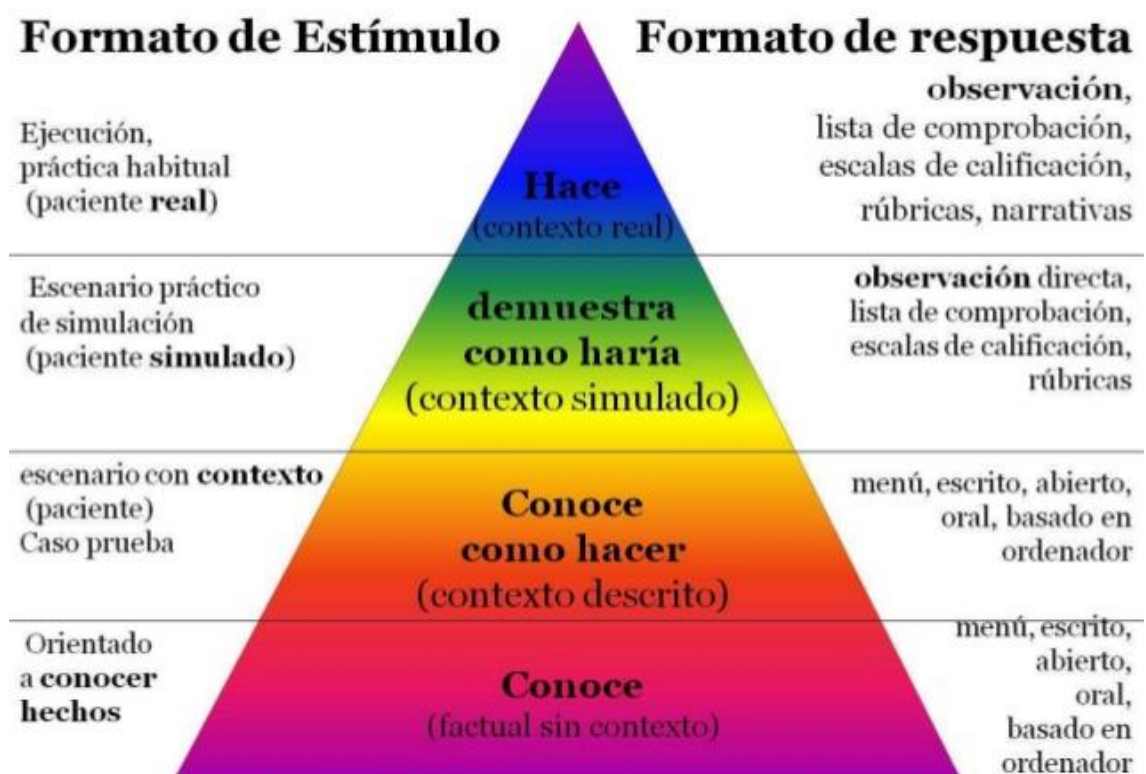 Formato de Estímulo
Formato de respuesta
Ejecución,
práctica habitual
(paciente real)
Hace
(contexto real)
observación,
lista de comprobación,
escalas de calificación,
rúbricas, narrativas
Escenario práctico
de simulación
(paciente simulado)
demuestra
como haría
(contexto simulado)
observación directa,
lista de comprobación,
escalas de calificación,
rúbricas
escenario con contexto
(paciente)
Caso prueba
Conoce
como hacer
(contexto descrito)
menú, escrito, abierto,
oral, basado en
ordenador
Orientado
a conocer
hechos
Conoce
(factual sin contexto)
menú, escrito,
abierto,
oral,
basado en
ordenador